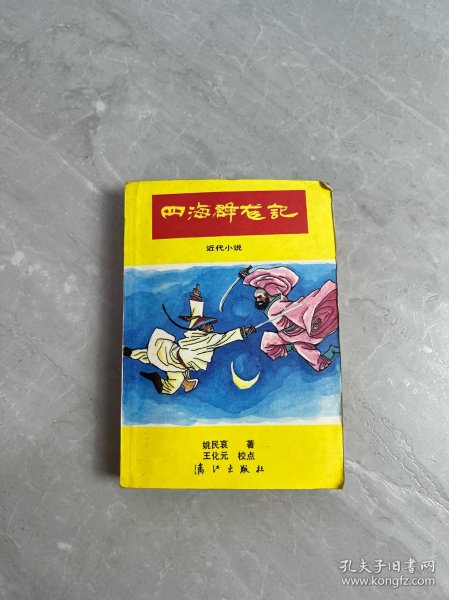 四海群龙記
近代小说
姚民哀 著
王化元 校点
漓江出版社
孔夫子旧书网
www.kongfz.com